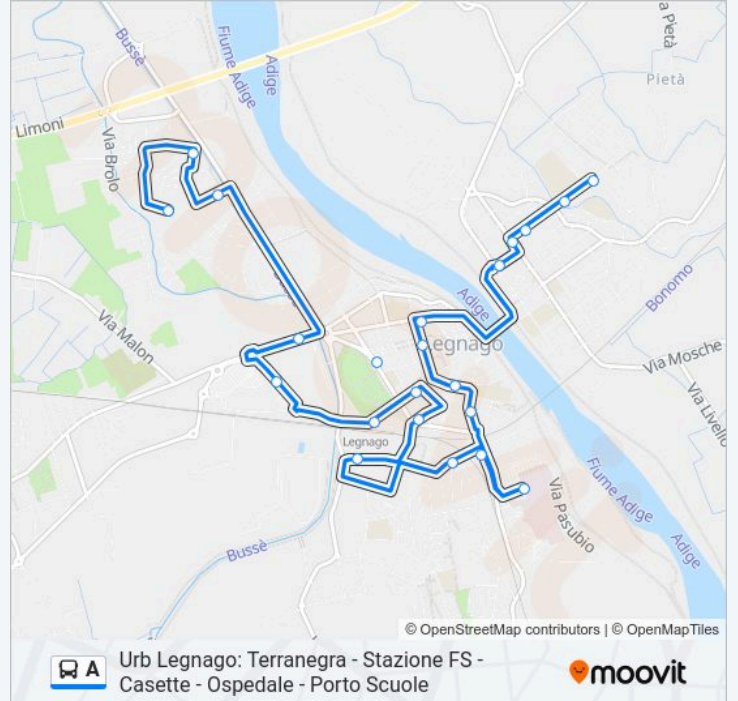 Bussè
Fiume Adige
Adige
a Pietà
Pietà
Limoni
Via Brolo
Bonomo
Adige
Via Malon
Legnago
Via Mosche
Via Livello
Legnago
Fiume Adige
Via Pasubio
Adige
Bussè
© OpenStreetMap contributors | © OpenMapTiles
A
Urb Legnago: Terranegra - Stazione FS -
Casette - Ospedale - Porto Scuole
moovit